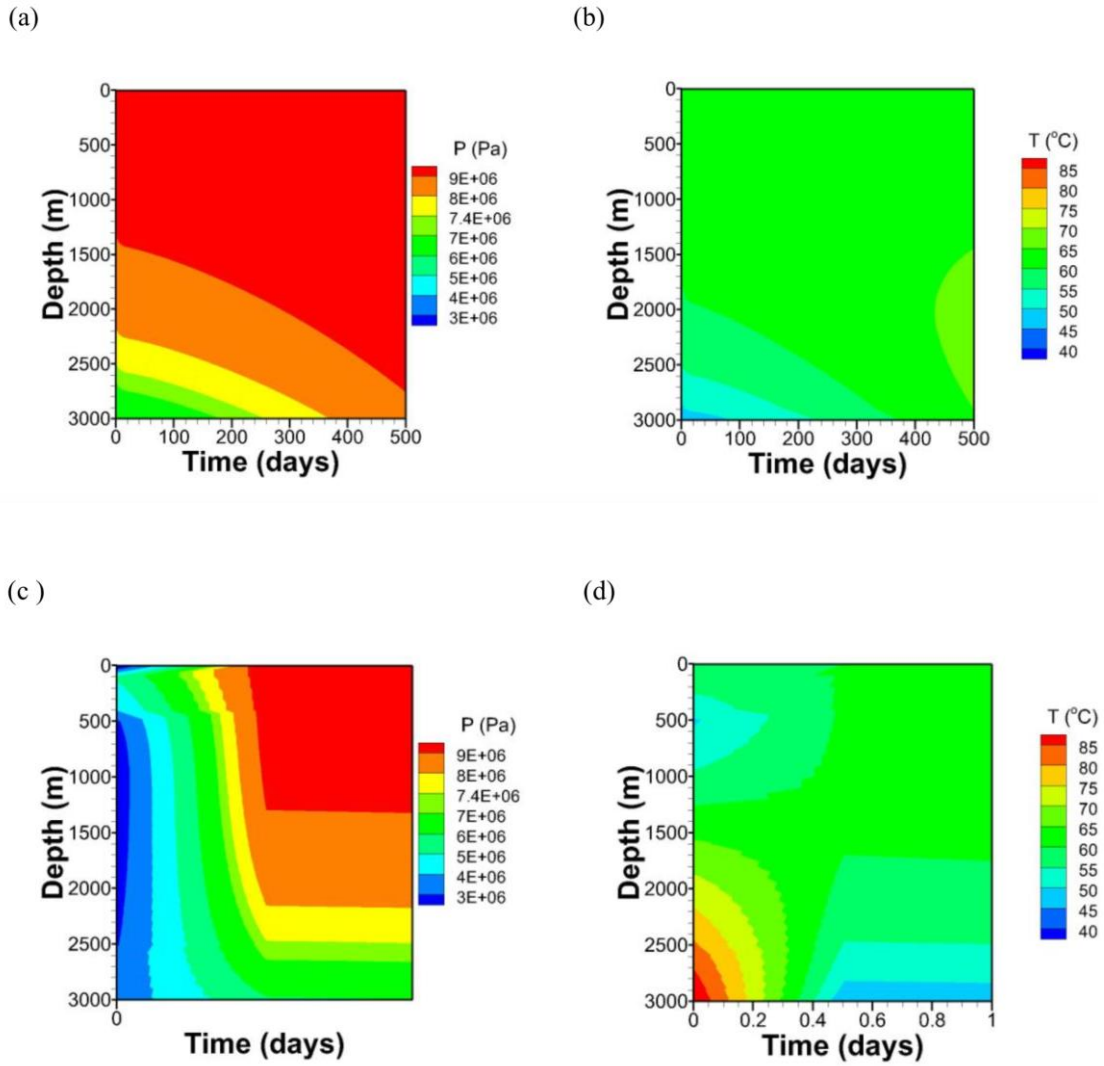 (a)
(b)
0
500
1000
1500
2000
2500
3000
Depth (m)
0 100 200 300 400 500
Time (days)
P (Pa)
9E+06
8E+06
7.4E+06
7E+06
6E+06
5E+06
4E+06
3E+06
0
500
1000
1500
2000
2500
3000
Depth (m)
0 100 200 300 400 500
Time (days)
T (°C)
85
80
75
70
65
60
55
50
45
40
(c )
(d)
0
500
1000
1500
2000
2500
3000
Depth (m)
0
Time (days)
P (Pa)
9E+06
8E+06
7.4E+06
7E+06
6E+06
5E+06
4E+06
3E+06
0
500
1000
1500
2000
2500
3000
Depth (m)
0 0.2 0.4 0.6 0.8 1
Time (days)
T (°C)
85
80
75
70
65
60
55
50
45
40